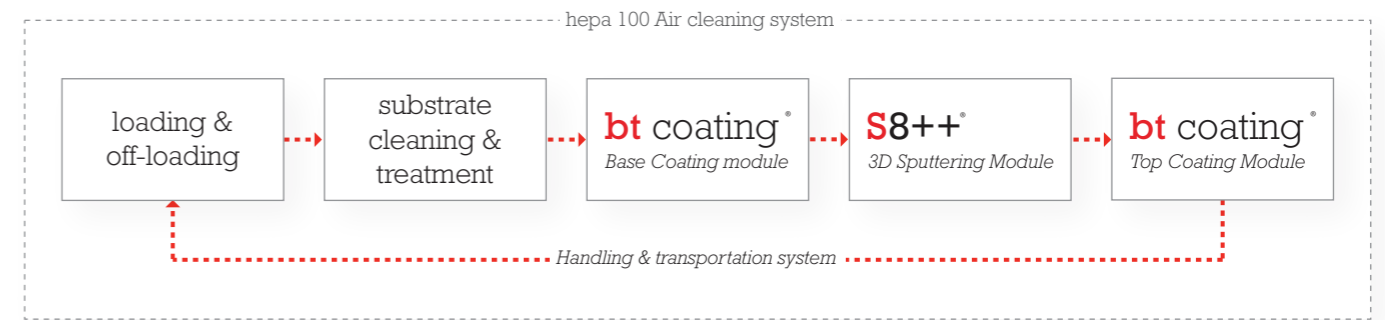 hepa 100 Air cleaning system
loading &
off-loading
substrate
cleaning &
treatment
bt coating®
Base Coating module
S8++®
3D Sputtering Module
bt coating®
Top Coating Module
Handling & transportation system